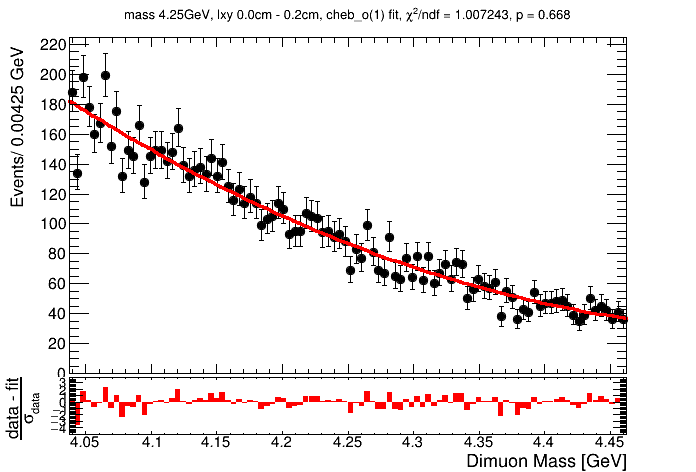 mass 4.25GeV, lxy 0.0cm - 0.2cm, cheb_o(1) fit, χ²/ndf = 1.007243, p = 0.668
Events/ 0.00425 GeV
220
200
180
160
140
120
100
80
60
40
20
0
data - fit
σdata
3
2
1
0
4.05 4.1 4.15 4.2 4.25 4.3 4.35 4.4 4.45
Dimuon Mass [GeV]